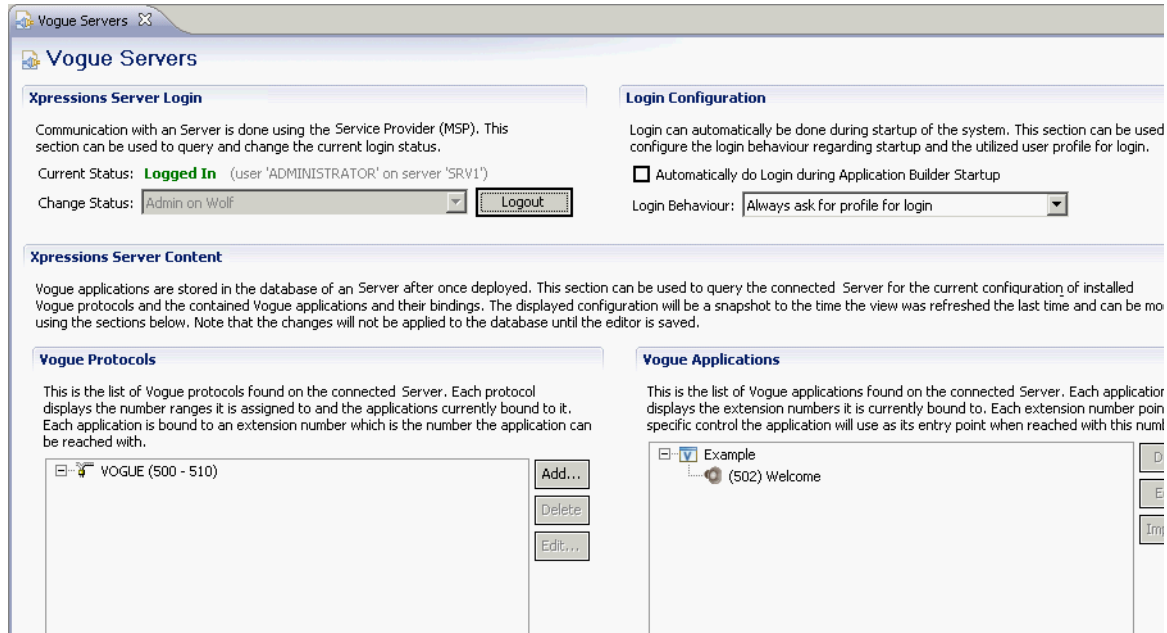 Vogue Servers
Vogue Servers
Xpressions Server Login
Communication with an Server is done using the Service Provider (MSP). This
section can be used to query and change the current login status.
Current Status: Logged In (user 'ADMINISTRATOR' on server 'SRV1')
Change Status: Admin on Wolf Logout
Login Configuration
Login can automatically be done during startup of the system. This section can be used
configure the login behaviour regarding startup and the utilized user profile for login.
Automatically do Login during Application Builder Startup
Login Behaviour: Always ask for profile for login
Xpressions Server Content
Vogue applications are stored in the database of an Server after once deployed. This section can be used to query the connected Server for the current configuration of installed
Vogue protocols and the contained Vogue applications and their bindings. The displayed configuration will be a snapshot to the time the view was refreshed the last time and can be
using the sections below. Note that the changes will not be applied to the database until the editor is saved.
Vogue Protocols
This is the list of Vogue protocols found on the connected Server. Each protocol
displays the number ranges it is assigned to and the applications currently bound to it.
Each application is bound to an extension number which is the number the application can
be reached with.
VOGUE (500 - 510)
Add...
Delete
Edit...
Vogue Applications
This is the list of Vogue applications found on the connected Server. Each application
displays the extension numbers it is currently bound to. Each extension number
specific control the application will use as its entry point when reached with this
Example
(502) Welcome